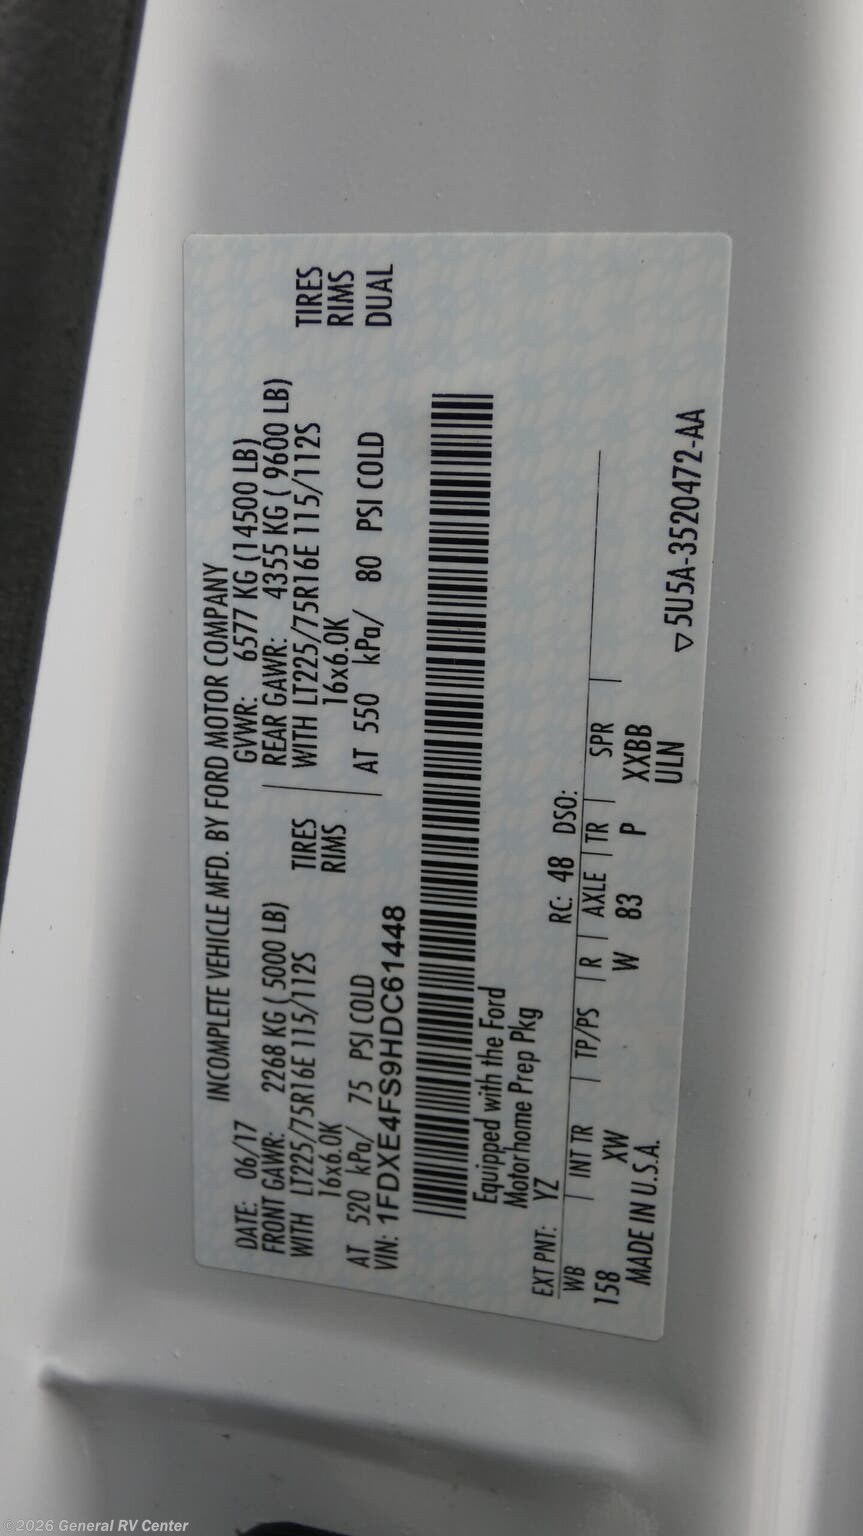 INCOMPLETE VEHICLE MFD. BY FORD MOTOR COMPANY
DATE: 06/17 GVWR: 6577 KG (14500 LB)
FRONT GAWR: 2268 KG ( 5000 LB) REAR GAWR: 4355 KG ( 9600 LB)
WITH LT225/75R16E 115/112S TIRES WITH LT225/75R16E 115/112S TIRES
16x6.0K RIMS 16x6.0K RIMS
AT 520 kPa/ 75 PSI COLD AT 550 kPa/ 80 PSI COLD DUAL
VIN: 1FDXE4FS9HDC61448
Equipped with the Ford
Motorhome Prep Pkg
EXT PNT: YZ RC: 48 DSO:
WB INT TR TP/PS R AXLE TR SPR
158 XW W 83 P XXBB
MADE IN U.S.A. ULN
▽5U5A-3520472-AA
©2026 General RV Center